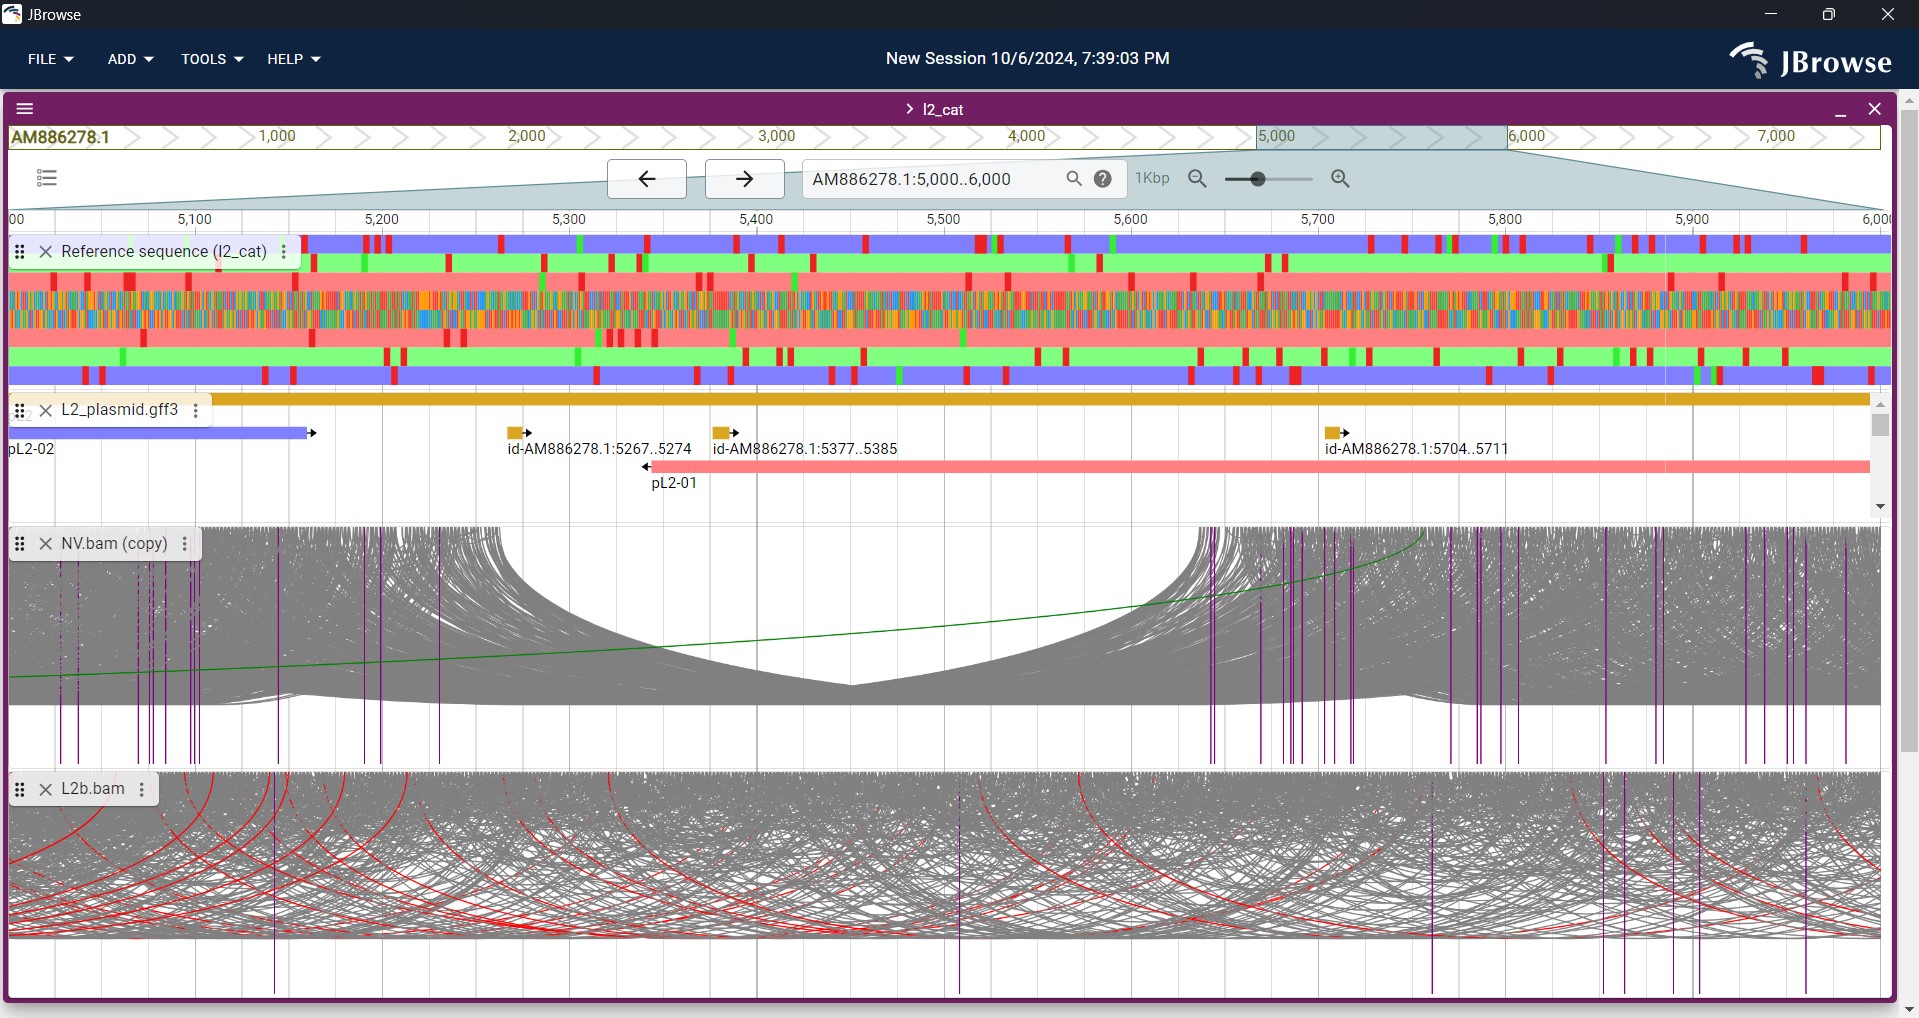 JBrowse
FILE ADD TOOLS HELP New Session 10/6/2024, 7:39:03 PM JBrowse
> l2_cat
AM886278.1 1,000 2,000 3,000 4,000 5,000 6,000 7,000
AM886278.1:5,000..6,000 1Kbp
00 5,100 5,200 5,300 5,400 5,500 5,600 5,700 5,800 5,900 6,000
Reference sequence (l2_cat)
L2_plasmid.gff3
pL2-02 id-AM886278.1:5267..5274 id-AM886278.1:5377..5385 id-AM886278.1:5704..5711
pL2-01
NV.bam (copy)
L2b.bam